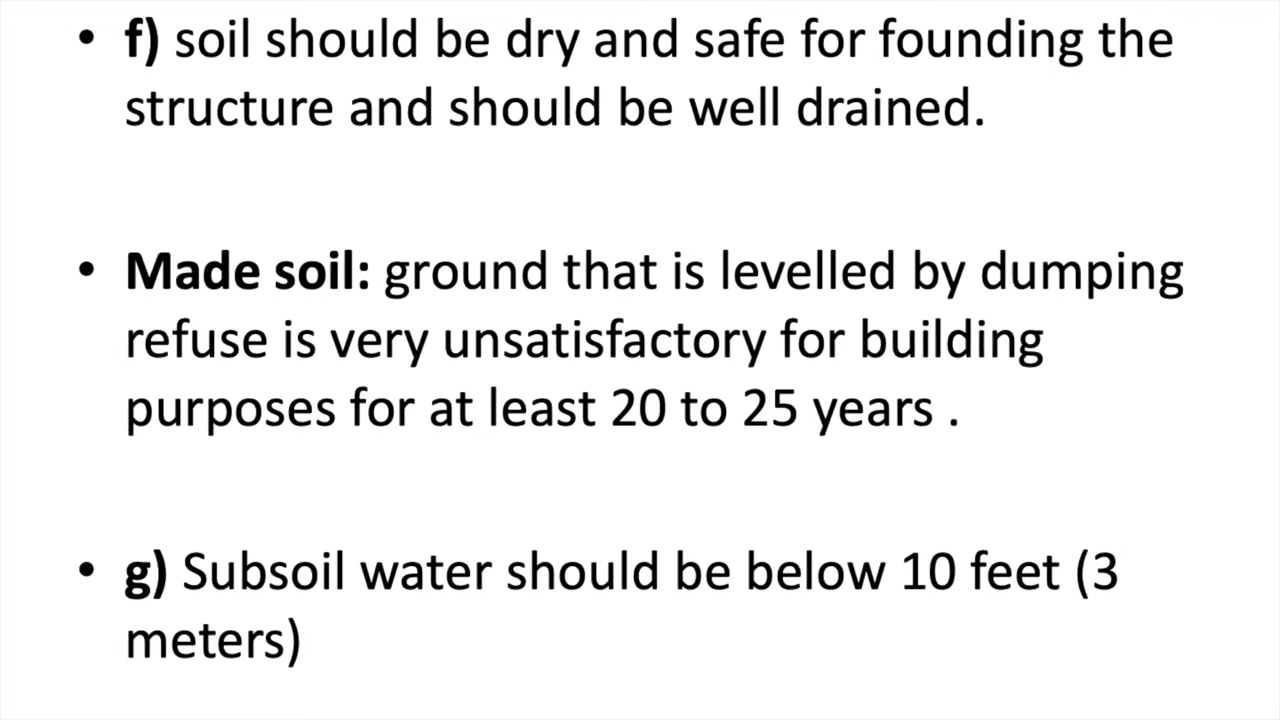 • f) soil should be dry and safe for founding the
structure and should be well drained.
• Made soil: ground that is levelled by dumping
refuse is very unsatisfactory for building
purposes for at least 20 to 25 years .
• g) Subsoil water should be below 10 feet (3
meters)